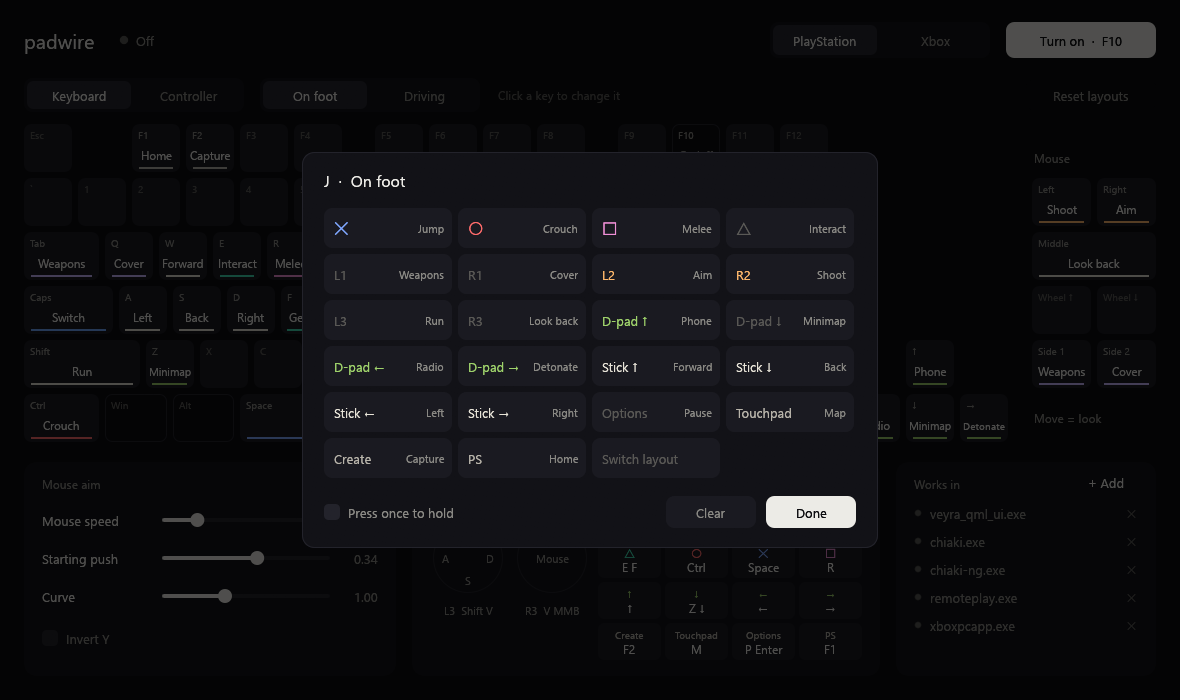 padwire
Off
PlayStation
Xbox
Turn on · F10
Keyboard
Controller
On foot
Driving
Click a key to change it
Reset layouts
Esc
F1
Home
F2
Capture
F3
F4
F5
F6
F7
F8
F9
F10
F11
F12
`
1
2
3
4
Tab
Weapons
Q
Cover
W
Forward
E
Interact
R
Caps
Switch
A
Left
S
Back
D
Right
F
Shift
Run
Z
Minimap
X
C
Ctrl
Crouch
Win
Alt
Space
↑
Phone
↓
Minimap
→
Detonate
Mouse
Left
Shoot
Right
Aim
Middle
Look back
Wheel ↑
Wheel ↓
Side 1
Weapons
Side 2
Cover
Move = look
J · On foot
Jump
Crouch
Melee
Interact
L1 Weapons
R1 Cover
L2 Aim
R2 Shoot
L3 Run
R3 Look back
D-pad ↑ Phone
D-pad ↓ Minimap
D-pad ← Radio
D-pad → Detonate
Stick ↑ Forward
Stick ↓ Back
Stick ← Left
Stick → Right
Options Pause
Touchpad Map
Create Capture
PS Home
Switch layout
Press once to hold
Clear
Done
Mouse aim
Mouse speed
Starting push 0.34
Curve 1.00
Invert Y
A
D
S
L3 Shift V
Mouse
R3 V MMB
E F
Ctrl
Space
R
↑
↑
↓
Z ↓
←
←
→
→
Create
F2
Touchpad
M
Options
P Enter
PS
F1
Works in
+ Add
veyra_qml_ui.exe
chiaki.exe
chiaki-ng.exe
remoteplay.exe
xboxpcapp.exe